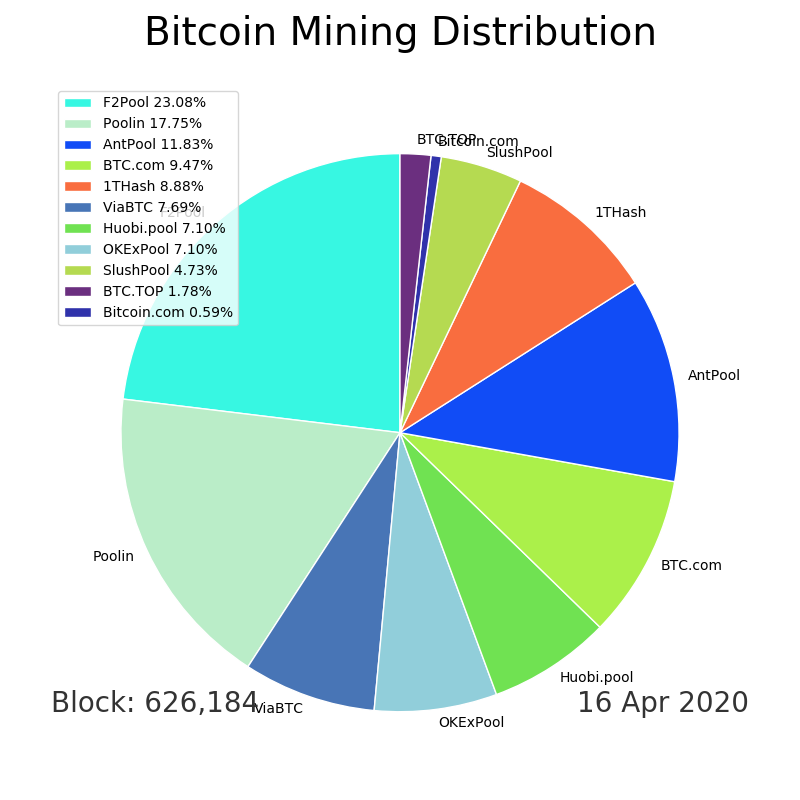 Bitcoin Mining Distribution
F2Pool 23.08%
Poolin 17.75%
AntPool 11.83%
BTC.com 9.47%
1THash 8.88%
ViaBTC 7.69%
Huobi.pool 7.10%
OKExPool 7.10%
SlushPool 4.73%
BTC.TOP 1.78%
Bitcoin.com 0.59%
BTC.TOP
Bitcoin.com
SlushPool
1THash
F2Pool
AntPool
Poolin
BTC.com
Huobi.pool
ViaBTC
OKExPool
Block: 626,184
16 Apr 2020